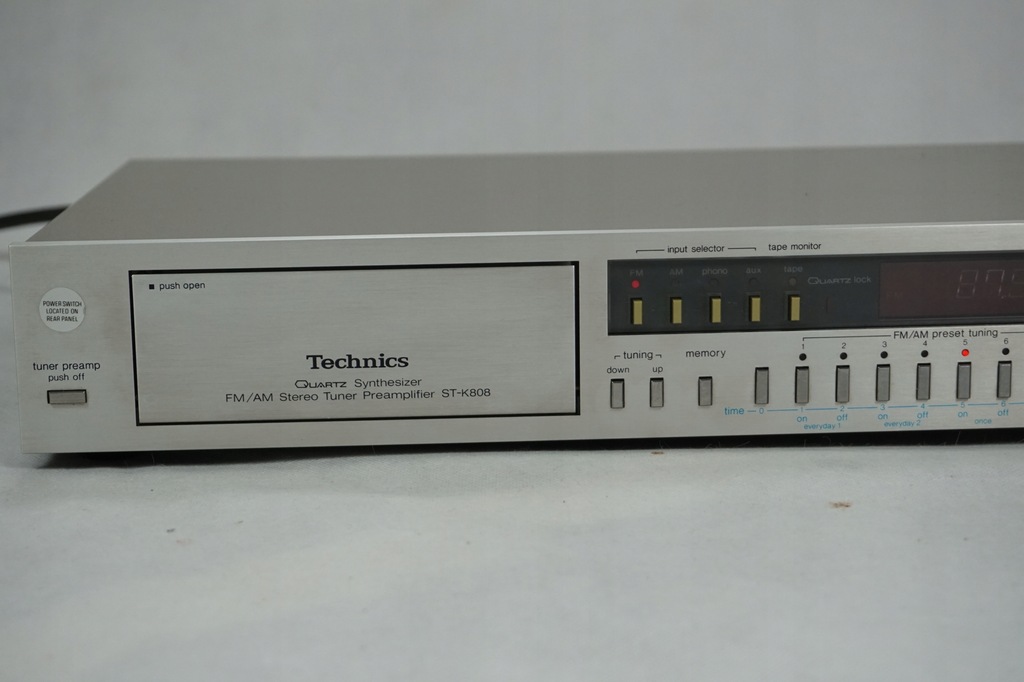 POWER SWITCH
LOCATED ON
REAR PANEL
tuner preamp
push off
push open
Technics
QUARTZ Synthesizer
FM/AM Stereo Tuner Preamplifier ST-K808
input selector tape monitor
FM AM phono aux tape
QUARTZ lock
87.5
tuning
down up
memory
FM/AM preset tuning
1 2 3 4 5 6
time 0 1 2 3 4 5 6
on off on off on off
everyday 1 everyday 2 once